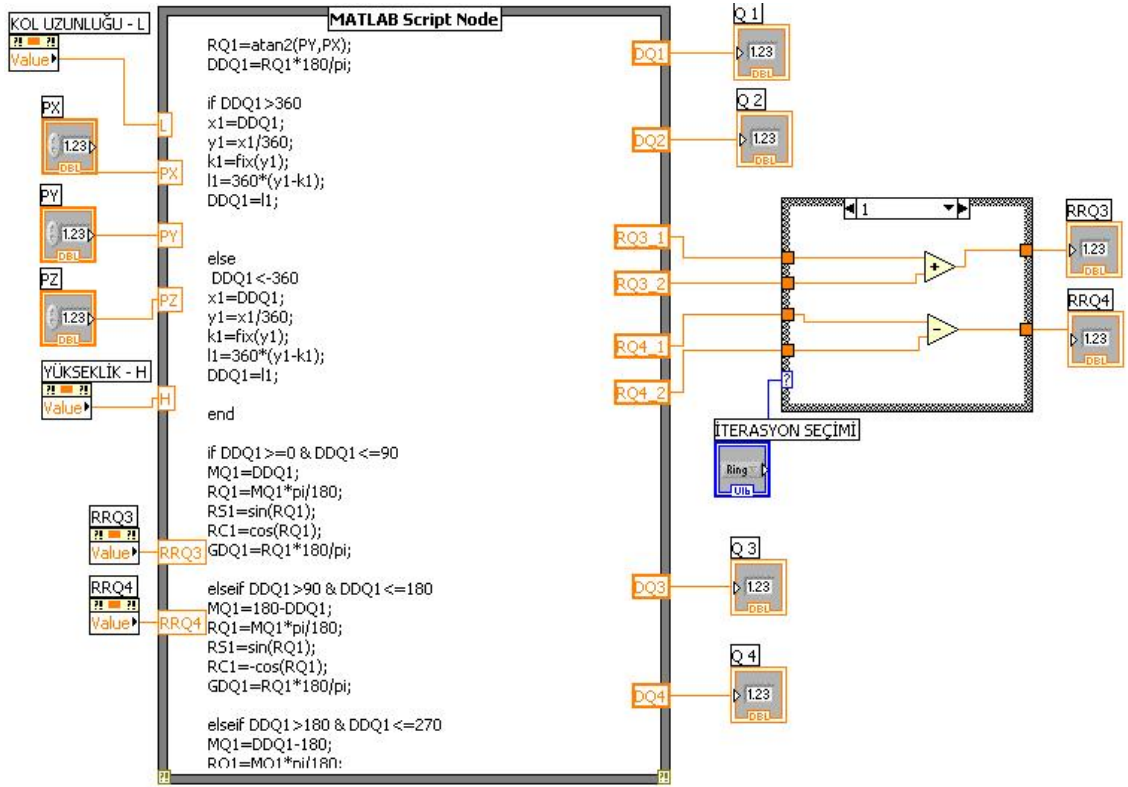 MATLAB Script Node
KOL UZUNLUĞU - L
Value
PX
1.23
DBL
PY
1.23
DBL
PZ
1.23
DBL
YÜKSEKLİK - H
Value
RRQ3
Value
RRQ4
Value
L
PX
PY
PZ
H
RRQ3
RRQ4
RQ1=atan2(PY,PX);
DDQ1=RQ1*180/pi;
if DDQ1>360
x1=DDQ1;
y1=x1/360;
k1=fix(y1);
l1=360*(y1-k1);
DDQ1=l1;
else
DDQ1<-360
x1=DDQ1;
y1=x1/360;
k1=fix(y1);
l1=360*(y1-k1);
DDQ1=l1;
end
if DDQ1>=0 & DDQ1<=90
MQ1=DDQ1;
RQ1=MQ1*pi/180;
RS1=sin(RQ1);
RC1=cos(RQ1);
GDQ1=RQ1*180/pi;
elseif DDQ1>90 & DDQ1<=180
MQ1=180-DDQ1;
RQ1=MQ1*pi/180;
RS1=sin(RQ1);
RC1=-cos(RQ1);
GDQ1=RQ1*180/pi;
elseif DDQ1>180 & DDQ1<=270
MQ1=DDQ1-180;
RQ1=MQ1*pi/180;
DQ1
DQ2
RQ3_1
RQ3_2
RQ4_1
RQ4_2
DQ3
DQ4
Q 1
1.23
DBL
Q 2
1.23
DBL
1
+
-
?
RRQ3
1.23
DBL
RRQ4
1.23
DBL
İTERASYON SEÇİMİ
Ring
U16
Q 3
1.23
DBL
Q 4
1.23
DBL